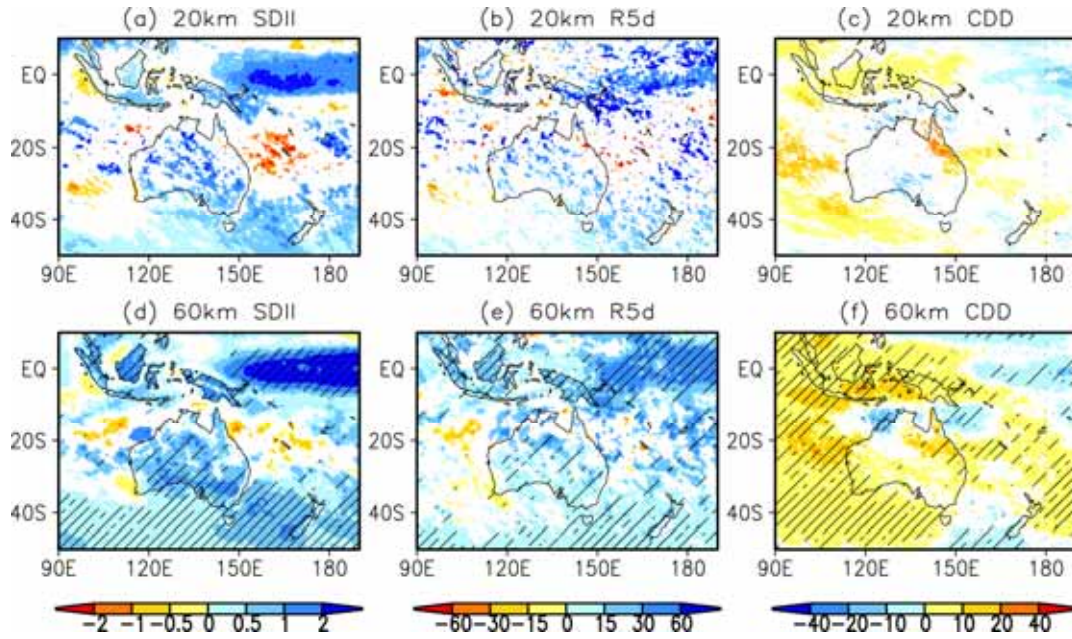 (a) 20km SDII (b) 20km R5d (c) 20km CDD
EQ EQ EQ
20S 20S 20S
40S 40S 40S
90E 120E 150E 180 90E 120E 150E 180 90E 120E 150E 180
(d) 60km SDII (e) 60km R5d (f) 60km CDD
EQ EQ EQ
20S 20S 20S
40S 40S 40S
90E 120E 150E 180 90E 120E 150E 180 90E 120E 150E 180
-2 -1 -0.5 0 0.5 1 2 -60 -30 -15 0 15 30 60 -40 -20 -10 0 10 20 40